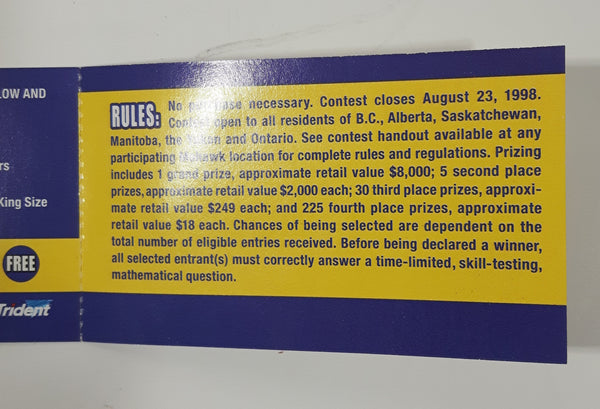 LOW AND
rs
King Size
FREE
Trident
RULES: No necessary. Contest closes August 23, 1998.
Contest open to all residents of B.C., Alberta, Saskatchewan,
Manitoba, the Yukon and Ontario. See contest handout available at any
participating Mohawk location for complete rules and regulations. Prizing
includes 1 grand prize, approximate retail value $8,000; 5 second place
prizes, approximate retail value $2,000 each; 30 third place prizes, approxi-
mate retail value $249 each; and 225 fourth place prizes, approximate
retail value $18 each. Chances of being selected are dependent on the
total number of eligible entries received. Before being declared a winner,
all selected entrant(s) must correctly answer a time-limited, skill-testing,
mathematical question.